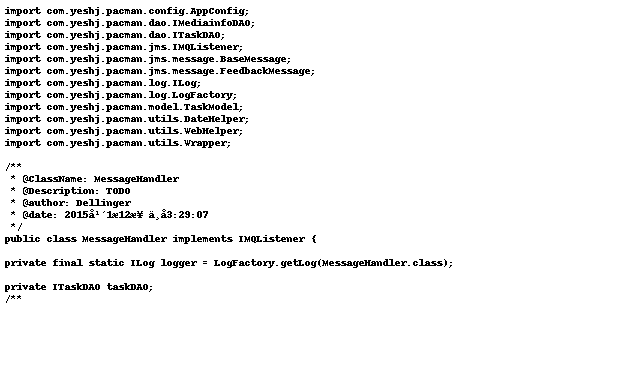 import com.yeshj.pacman.config.AppConfig;
import com.yeshj.pacman.dao.IMediainfoDAO;
import com.yeshj.pacman.dao.ITaskDAO;
import com.yeshj.pacman.jms.IMQListener;
import com.yeshj.pacman.jms.message.BaseMessage;
import com.yeshj.pacman.jms.message.FeedbackMessage;
import com.yeshj.pacman.log.ILog;
import com.yeshj.pacman.log.LogFactory;
import com.yeshj.pacman.model.TaskModel;
import com.yeshj.pacman.utils.DateHelper;
import com.yeshj.pacman.utils.WebHelper;
import com.yeshj.pacman.utils.Wrapper;
/**
* @ClassName: MessageHandler
* @Description: TODO
* @author: Dellinger
* @date: 2015å¹´1æ12æ¥ ä¸å3:29:07
*/
public class MessageHandler implements IMQListener {
private final static ILog logger = LogFactory.getLog(MessageHandler.class);
private ITaskDAO taskDAO;
/**